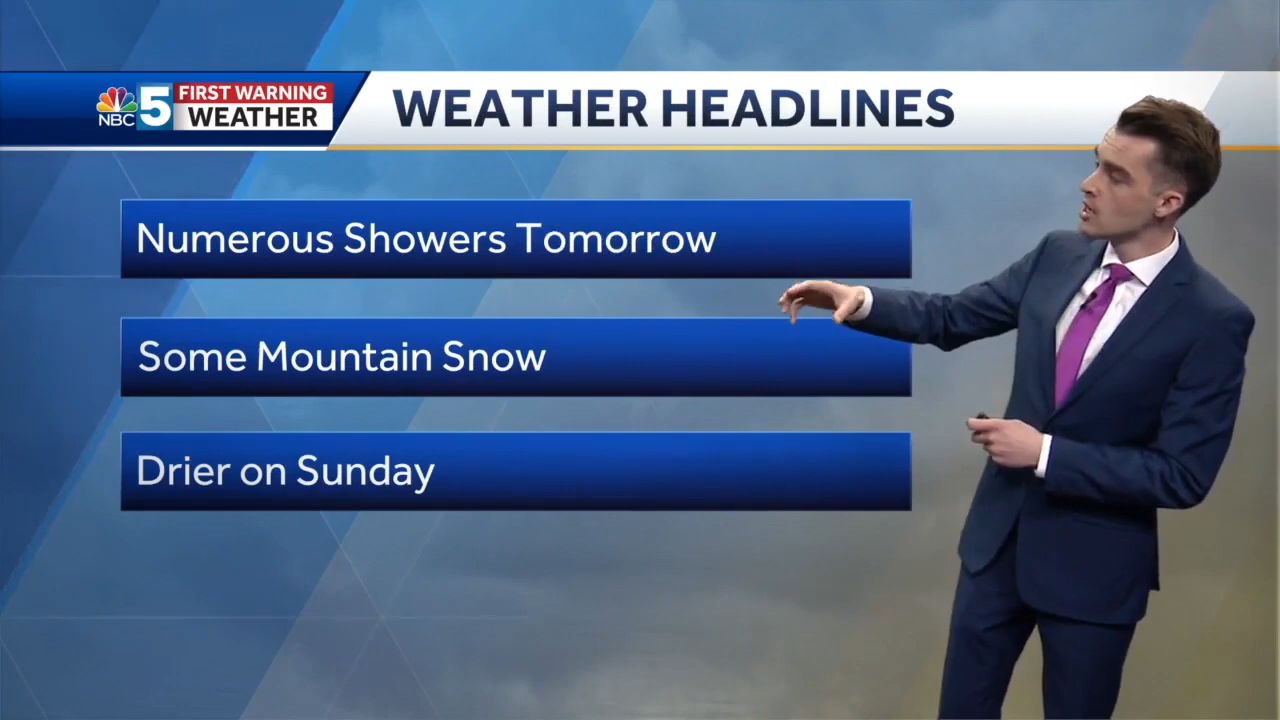 NBC 5 FIRST WARNING WEATHER
WEATHER HEADLINES
Numerous Showers Tomorrow
Some Mountain Snow
Drier on Sunday